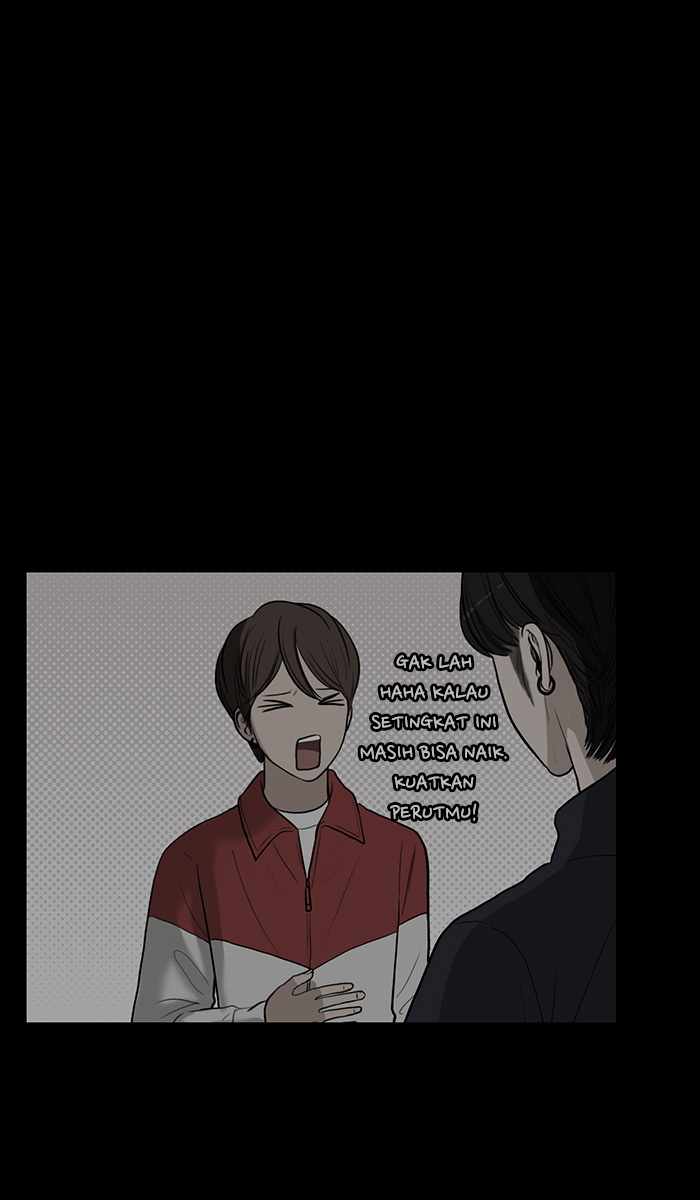 GAK LAH
HAHA KALAU
SETINGKAT INI
MASIH BISA NAIK.
KUATKAN
PERUTMU!